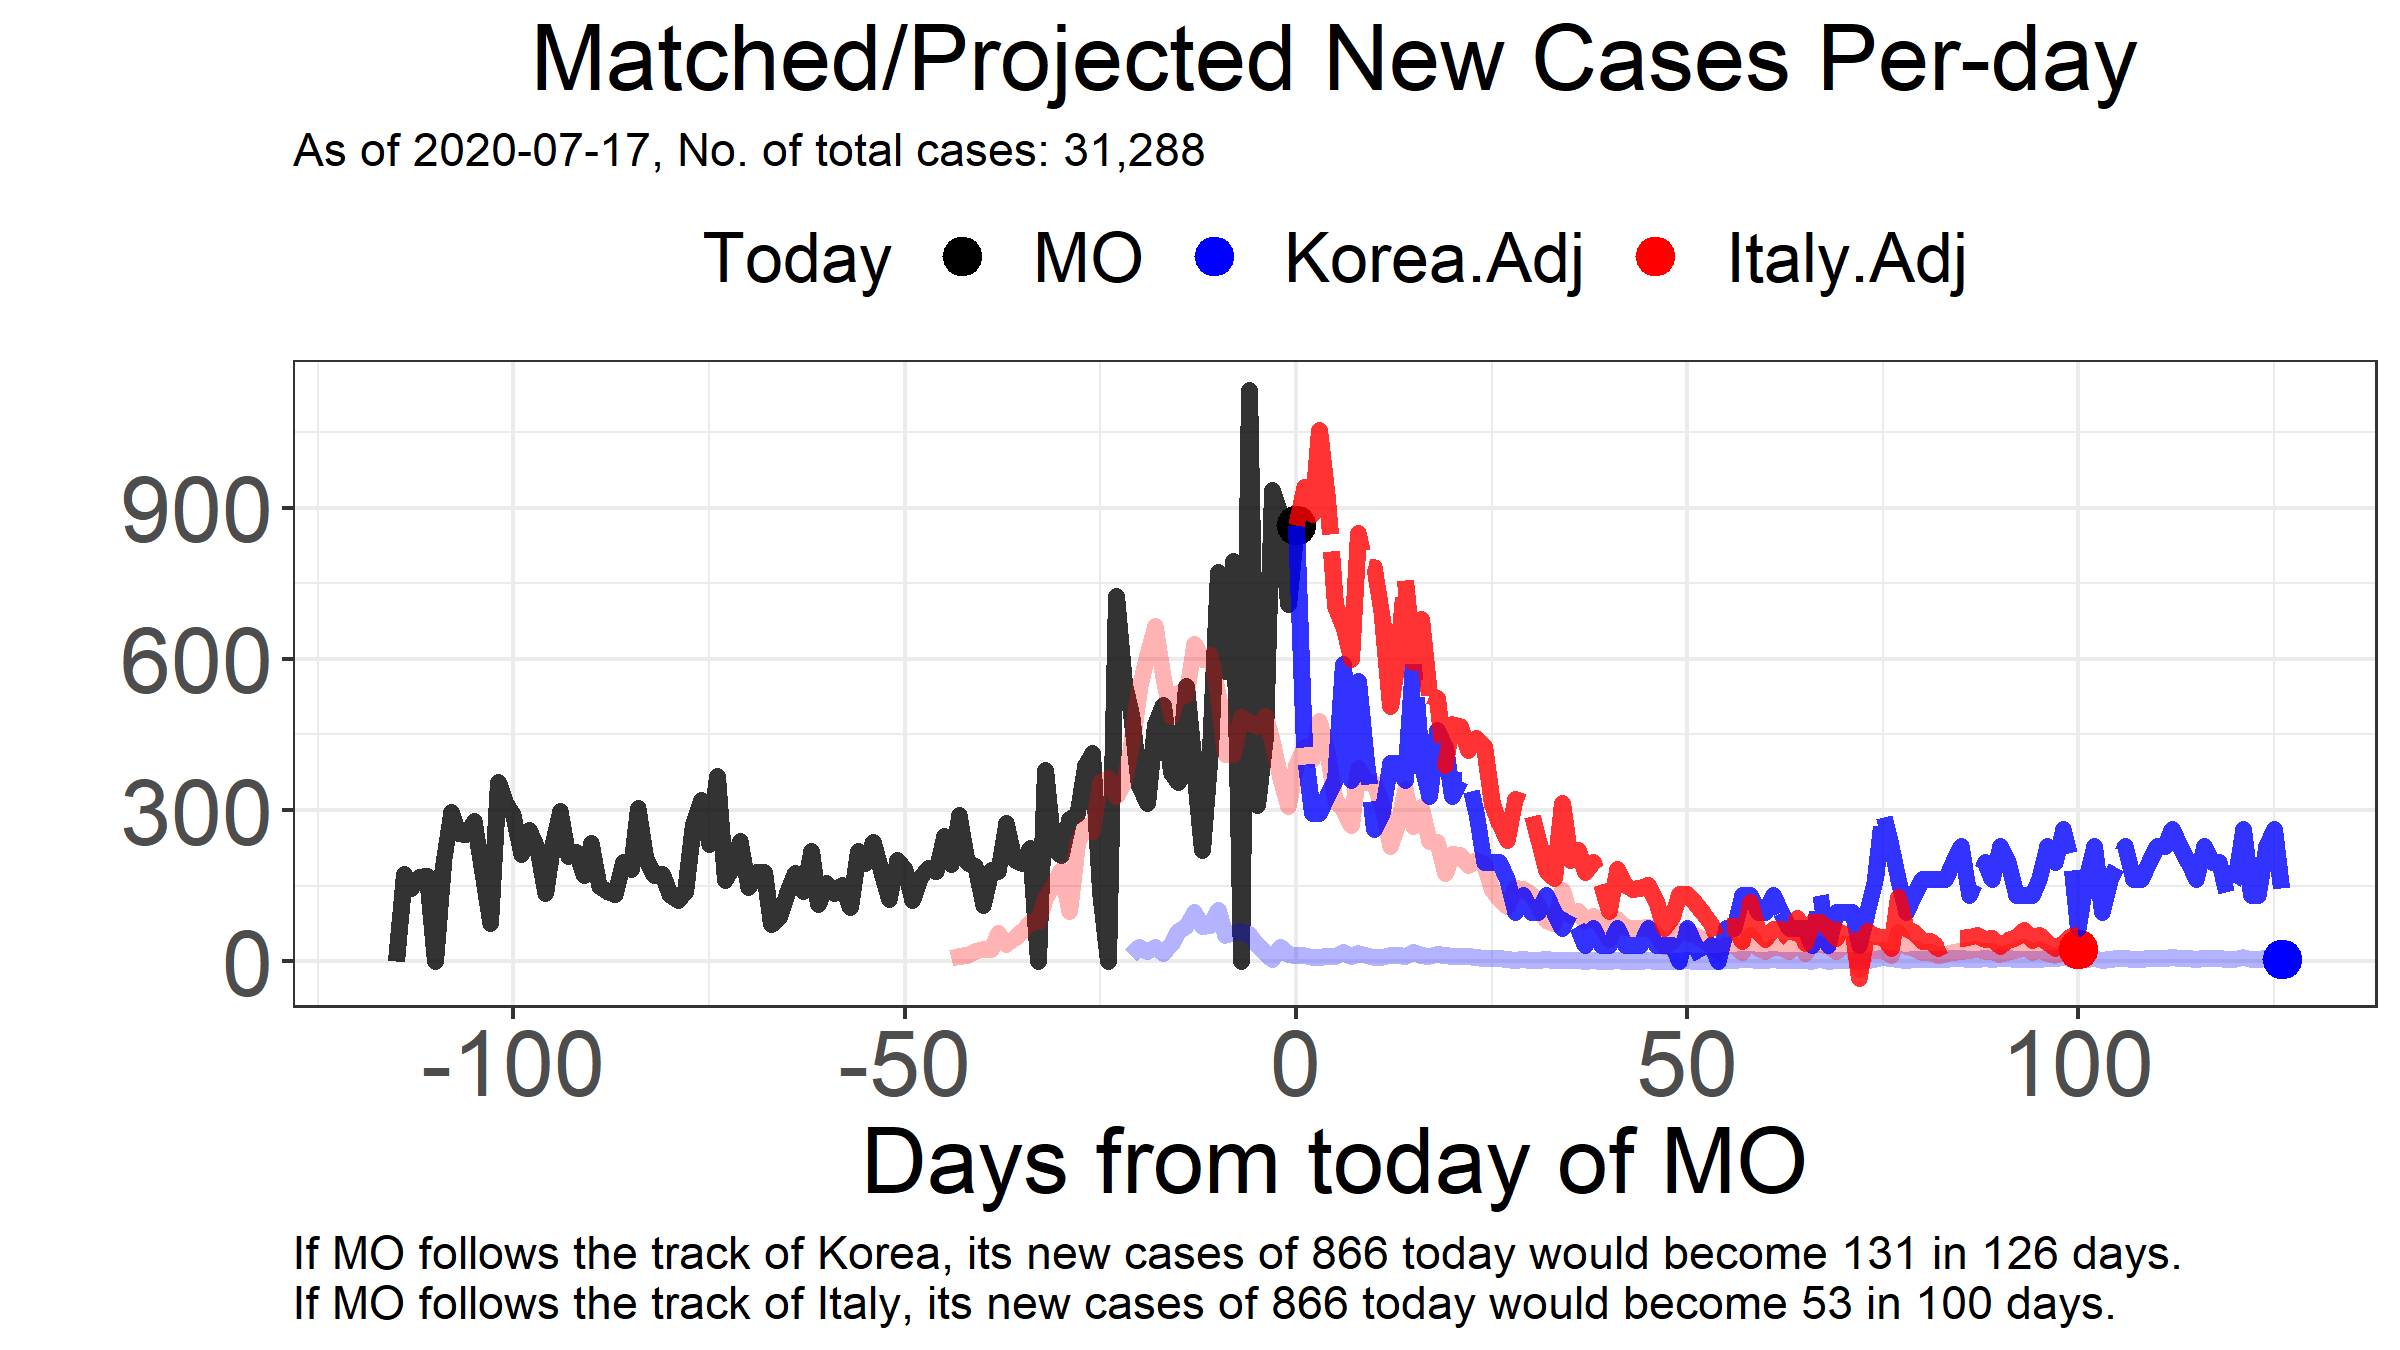 Matched/Projected New Cases Per-day
As of 2020-07-17, No. of total cases: 31,288
Today MO Korea.Adj Italy.Adj
900
600
300
0
-100 -50 0 50 100
Days from today of MO
If MO follows the track of Korea, its new cases of 866 today would become 131 in 126 days.
If MO follows the track of Italy, its new cases of 866 today would become 53 in 100 days.